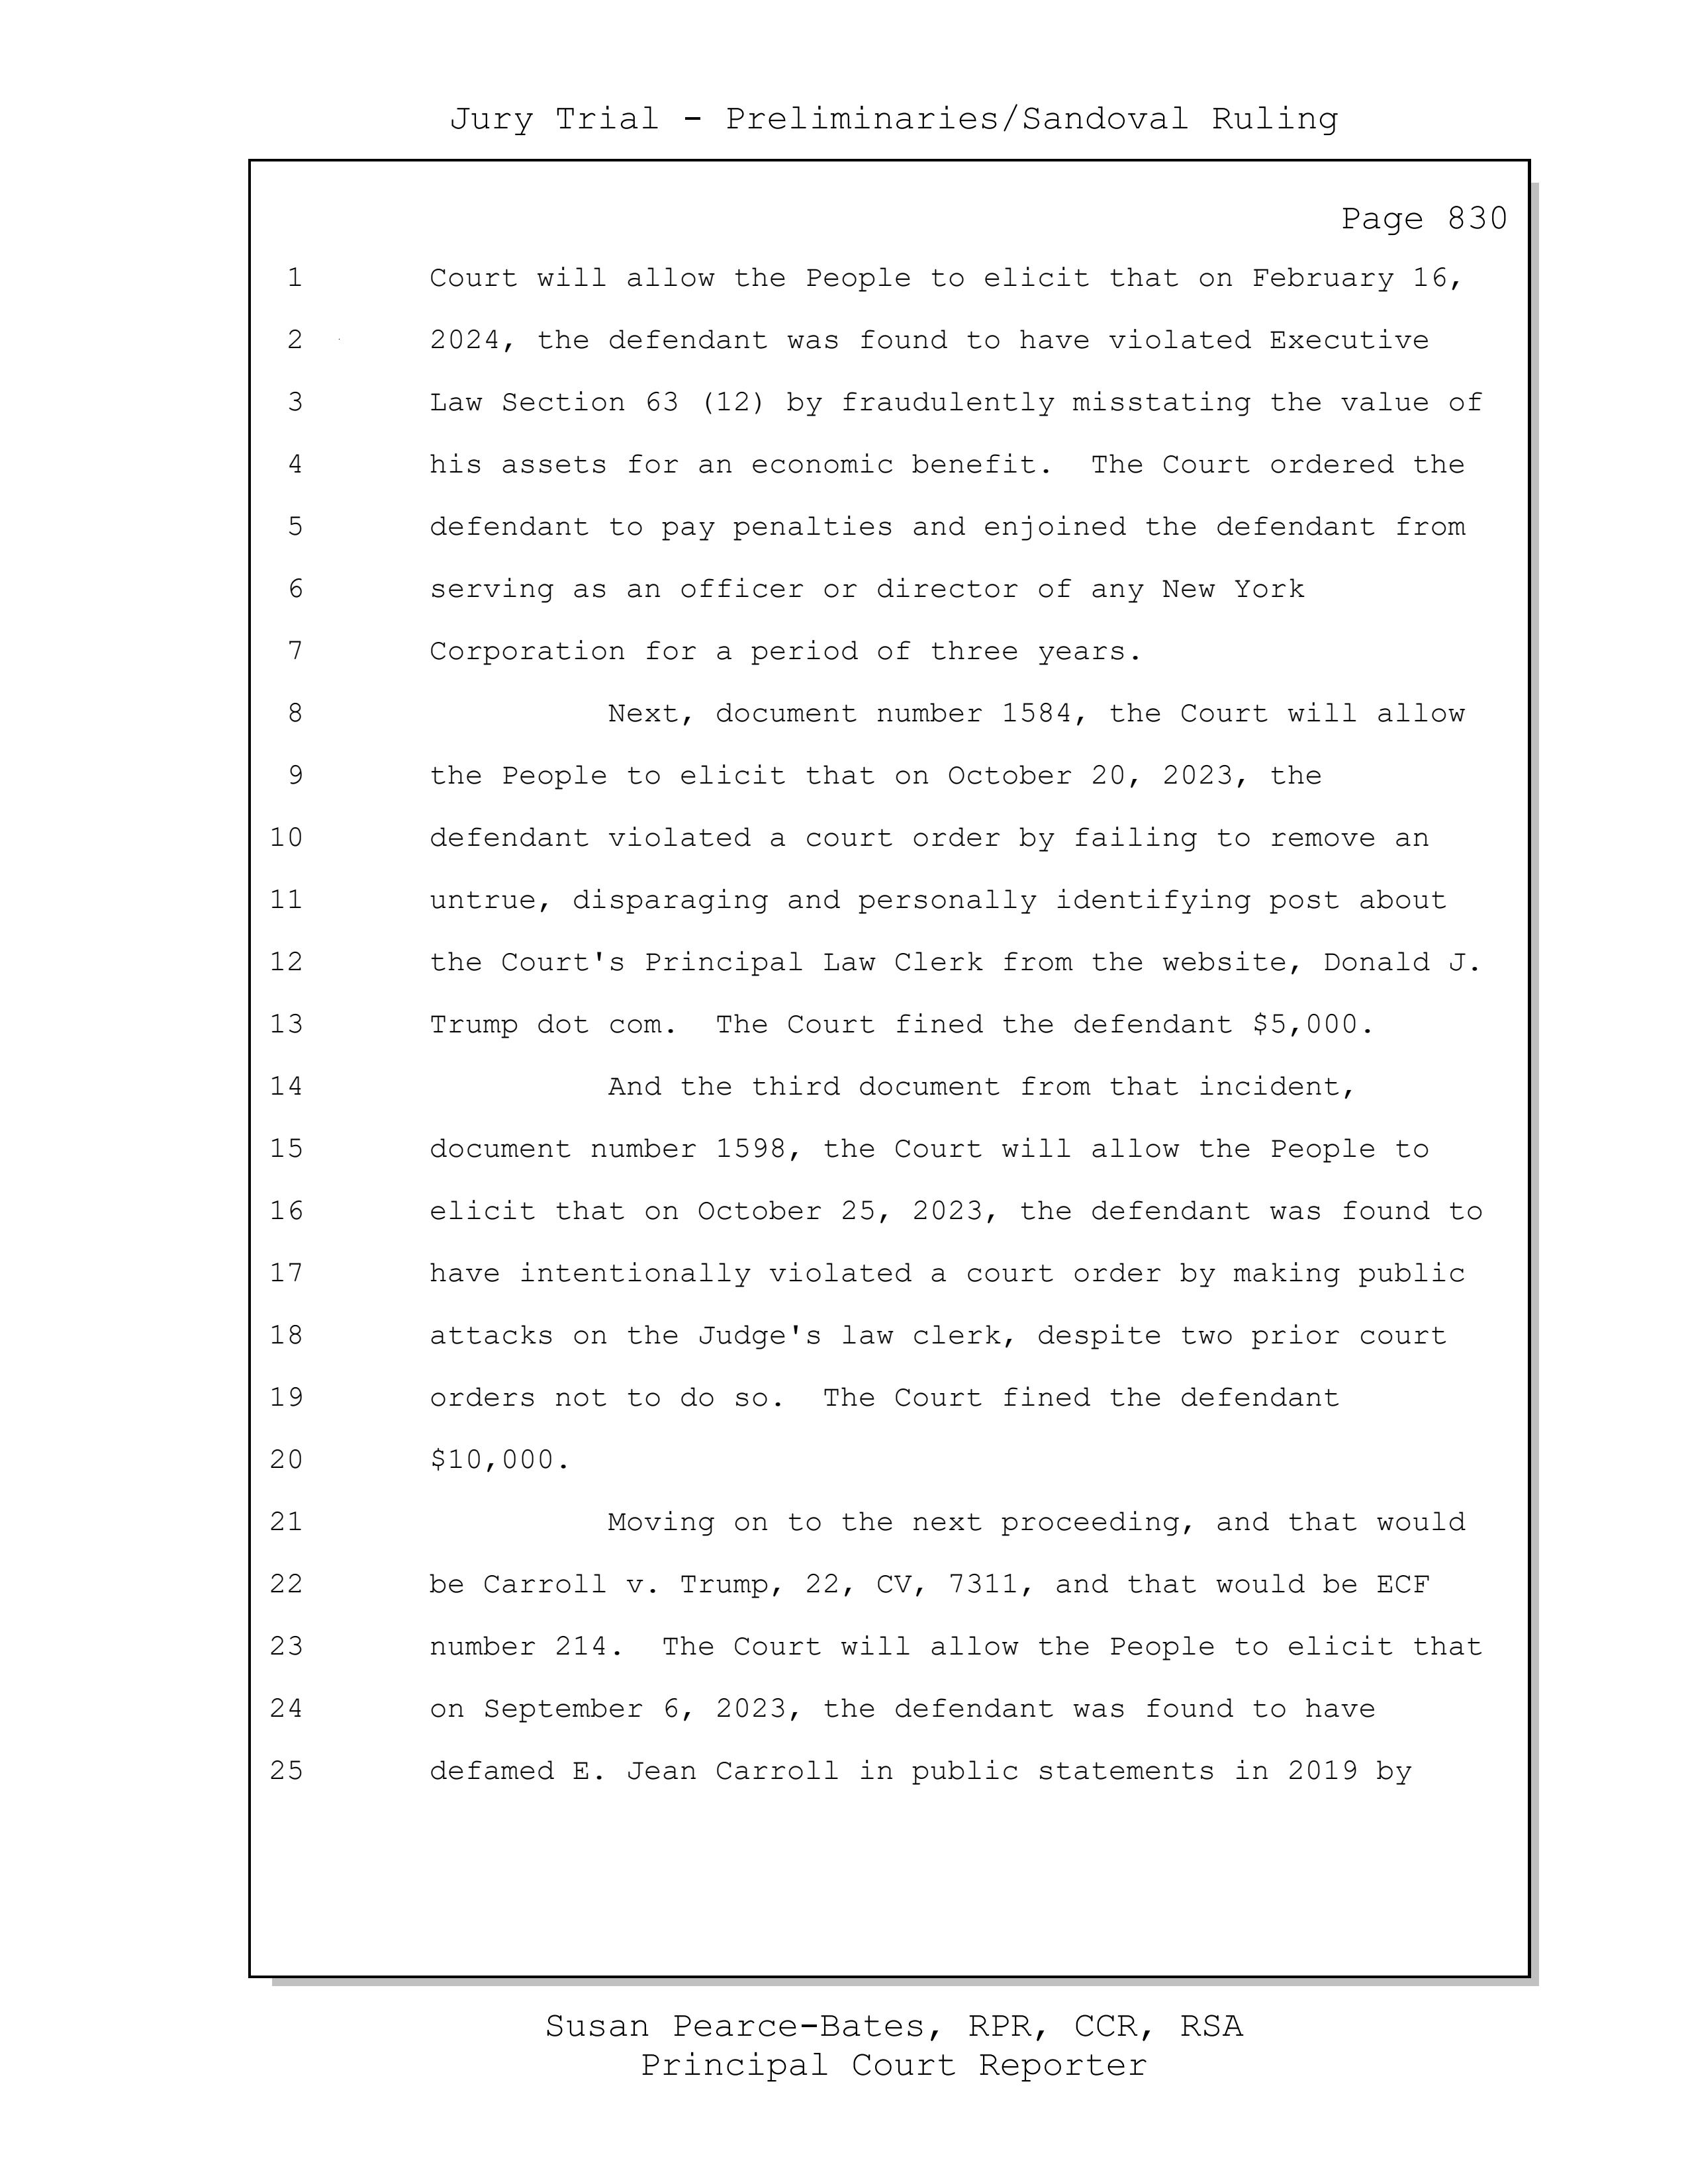 Jury Trial - Preliminaries/Sandoval Ruling
Page 830
1 Court will allow the People to elicit that on February 16,
2 2024, the defendant was found to have violated Executive
3 Law Section 63 (12) by fraudulently misstating the value of
4 his assets for an economic benefit. The Court ordered the
5 defendant to pay penalties and enjoined the defendant from
6 serving as an officer or director of any New York
7 Corporation for a period of three years.
8 Next, document number 1584, the Court will allow
9 the People to elicit that on October 20, 2023, the
10 defendant violated a court order by failing to remove an
11 untrue, disparaging and personally identifying post about
12 the Court's Principal Law Clerk from the website, Donald J.
13 Trump dot com. The Court fined the defendant $5,000.
14 And the third document from that incident,
15 document number 1598, the Court will allow the People to
16 elicit that on October 25, 2023, the defendant was found to
17 have intentionally violated a court order by making public
18 attacks on the Judge's law clerk, despite two prior court
19 orders not to do so. The Court fined the defendant
20 $10,000.
21 Moving on to the next proceeding, and that would
22 be Carroll v. Trump, 22, CV, 7311, and that would be ECF
23 number 214. The Court will allow the People to elicit that
24 on September 6, 2023, the defendant was found to have
25 defamed E. Jean Carroll in public statements in 2019 by
Susan Pearce-Bates, RPR, CCR, RSA
Principal Court Reporter